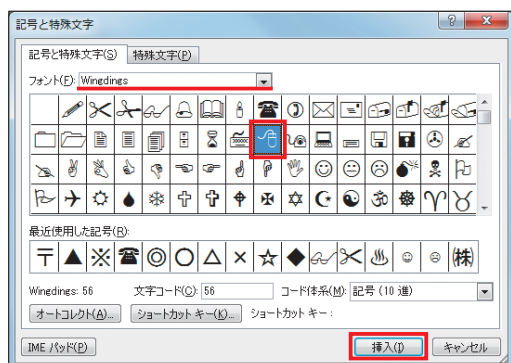 記号と特殊文字
記号と特殊文字(S) 特殊文字(P)
フォント(F): Wingdings
最近使用した記号(R):
〒 ▲ ※ ☎ ◎ ○ △ × ☆ ◆ ✂ ♨ ☺ ☹ ㈱
Wingdings: 56 文字コード(C): 56 コード体系(M): 記号 (10 進)
オートコレクト(A)... ショートカット キー(K)... ショートカット キー :
IME パッド(P) 挿入(I) キャンセル